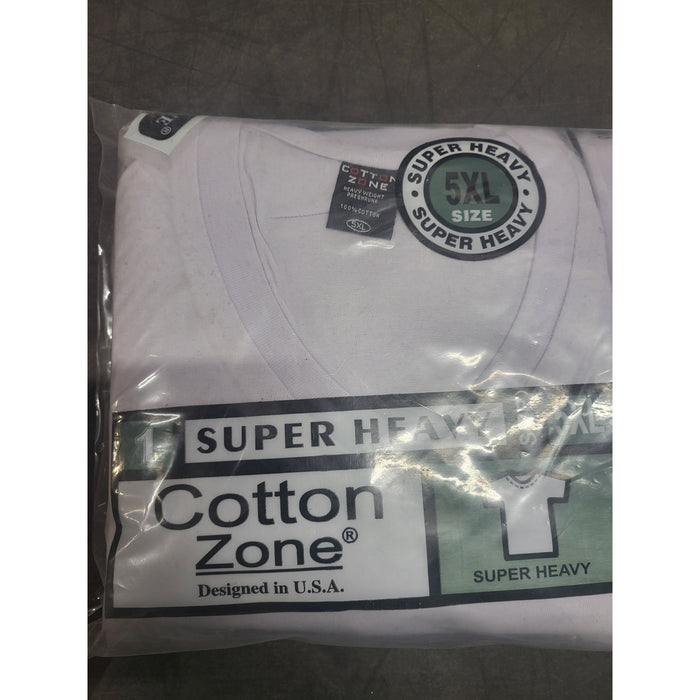 COTTON
ZONE
HEAVY WEIGHT
PRESHRUNK
100% COTTON
5XL
SUPER HEAVY
5XL
SIZE
SUPER HEAVY
1
SUPER HEAVY
Cotton
Zone®
Designed in U.S.A.
SUPER HEAVY